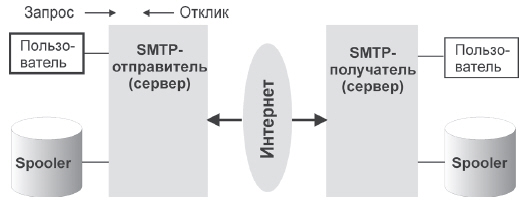 Запрос Отклик
Пользо-
ватель
SMTP-
отправитель
(сервер)
Интернет
SMTP-
получатель
(сервер)
Пользо-
ватель
Spooler
Spooler